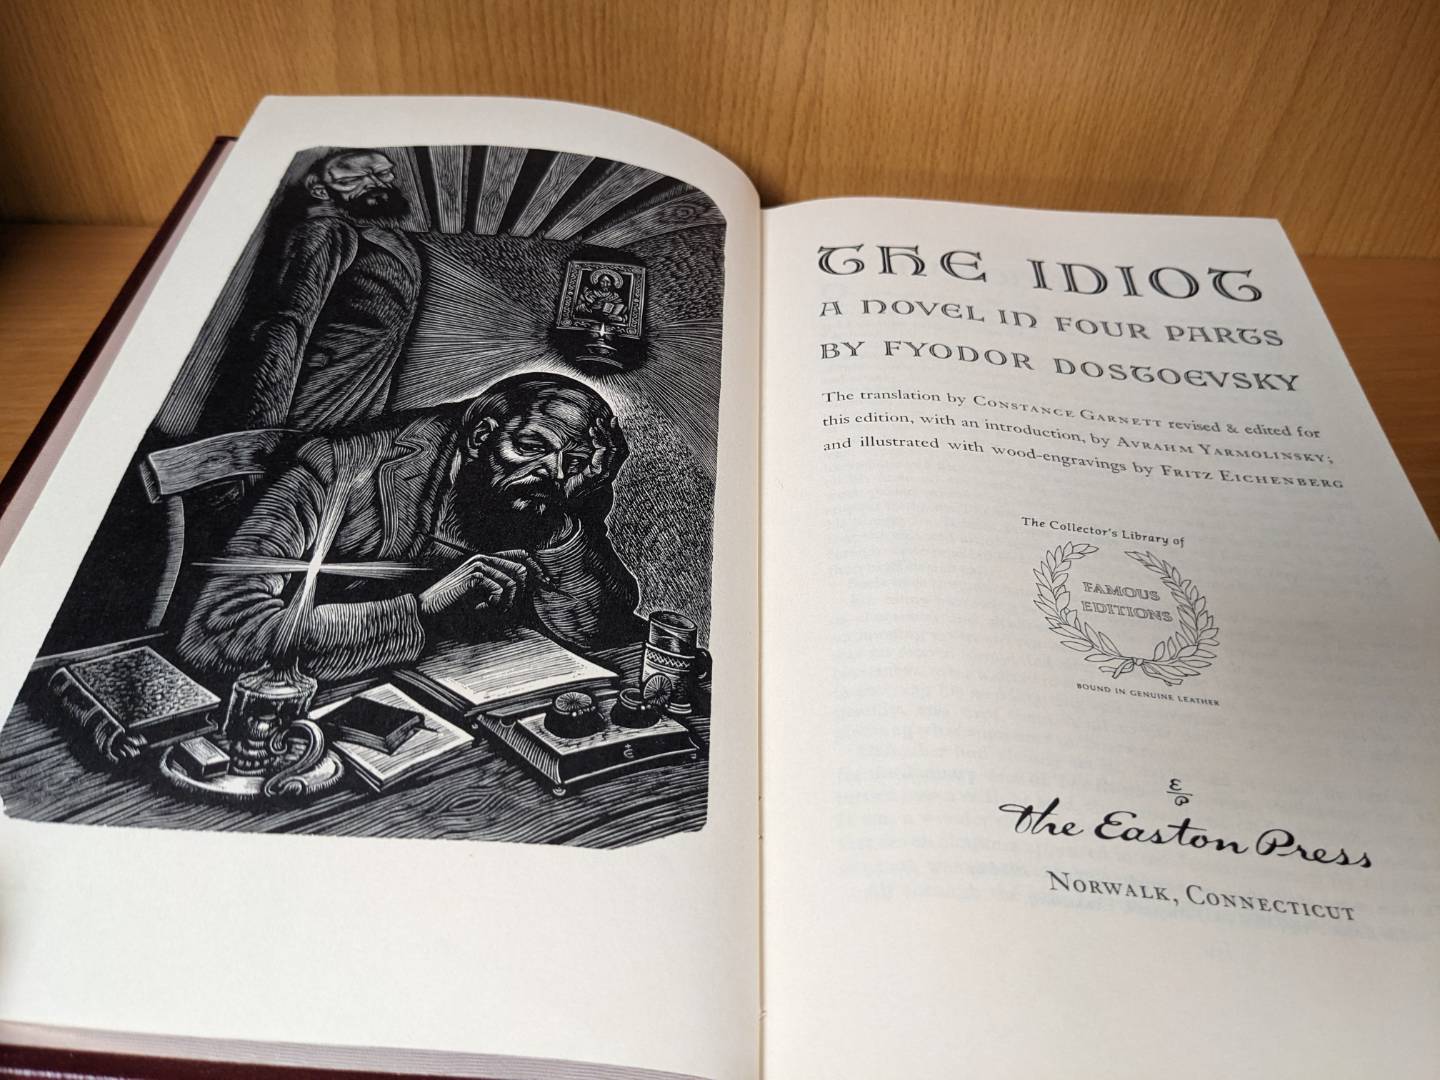 THE IDIOT
A NOVEL IN FOUR PARTS
BY FYODOR DOSTOEVSKY
The translation by CONSTANCE GARNETT revised & edited for
this edition, with an introduction, by AVRAHM YARMOLINSKY;
and illustrated with wood-engravings by FRITZ EICHENBERG
The Collector's Library of
FAMOUS
EDITIONS
BOUND IN GENUINE LEATHER
E
P
The Easton Press
NORWALK, CONNECTICUT